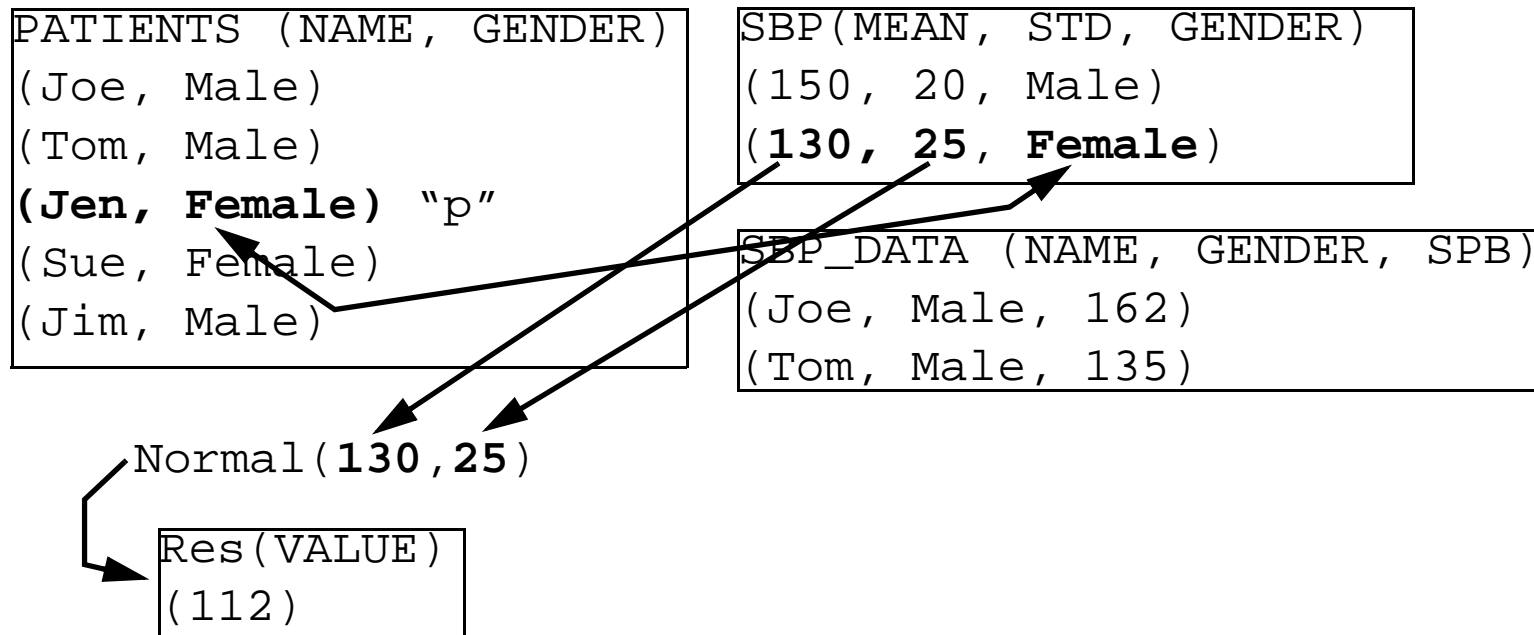 PATIENTS (NAME, GENDER)
(Joe, Male)
(Tom, Male)
(Jen, Female) “p”
(Sue, Female)
(Jim, Male)
SBP(MEAN, STD, GENDER)
(150, 20, Male)
(130, 25, Female)
SBP_DATA (NAME, GENDER, SPB)
(Joe, Male, 162)
(Tom, Male, 135)
Normal(130,25)
Res(VALUE)
(112)